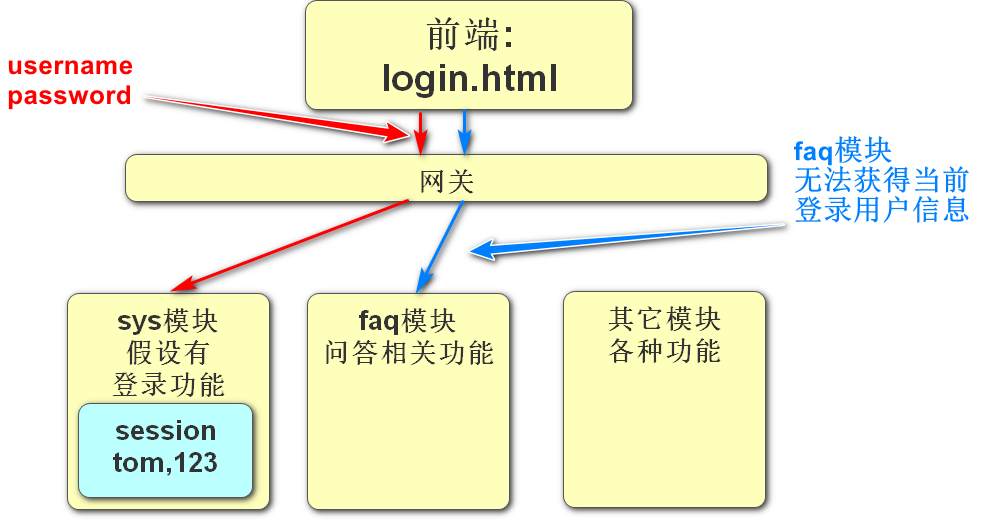 前端:
login.html
username
password
faq模块
无法获得当前
登录用户信息
网关
sys模块
假设有
登录功能
session
tom,123
faq模块
问答相关功能
其它模块
各种功能